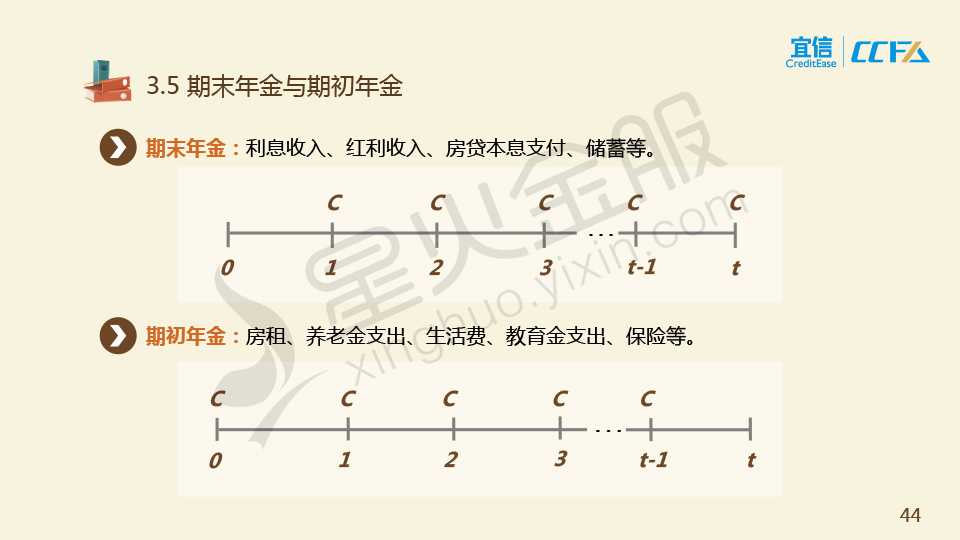 宜信
CreditEase
CCFA
3.5 期末年金与期初年金
期末年金：利息收入、红利收入、房贷本息支付、储蓄等。
C C C C C
...
0 1 2 3 t-1 t
期初年金：房租、养老金支出、生活费、教育金支出、保险等。
C C C C C
...
0 1 2 3 t-1 t
星火金服
xinghuo.yixin.com
44